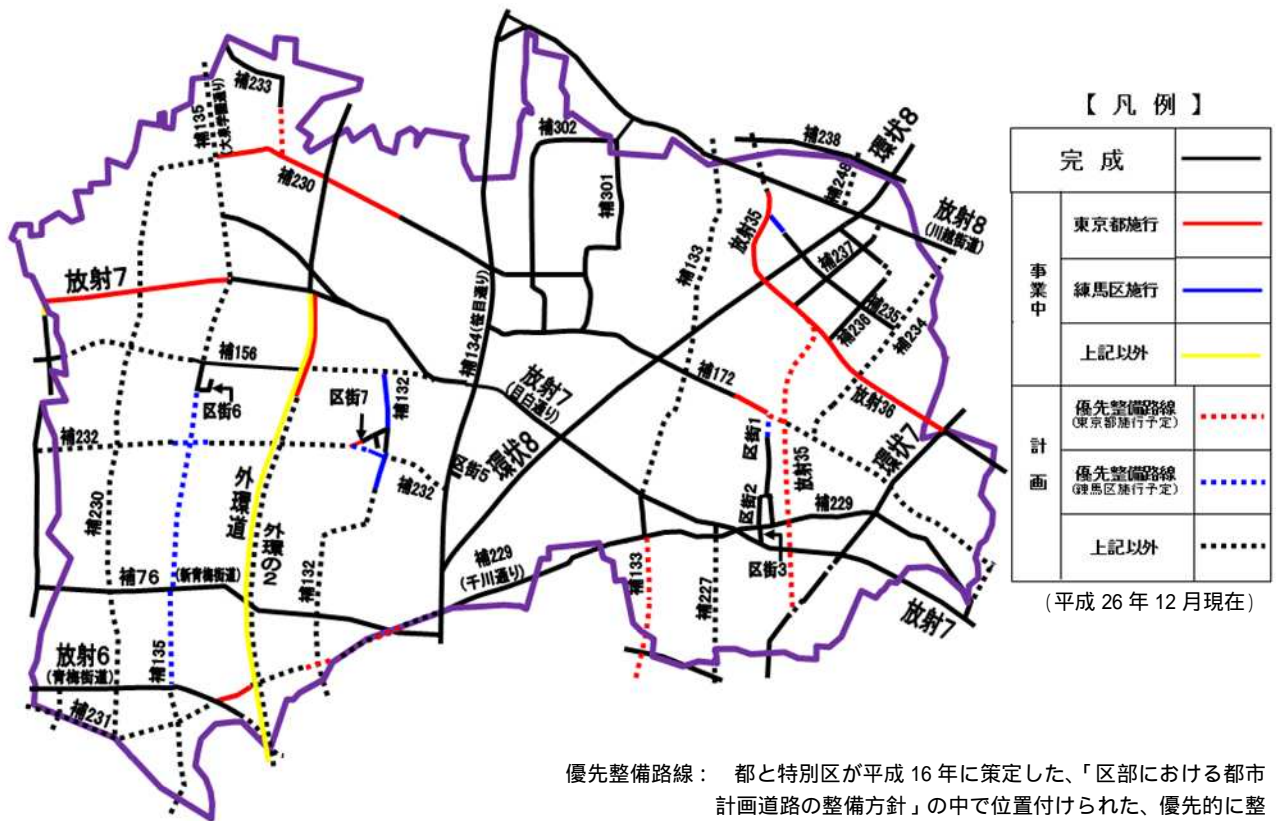 補233
補135
(大泉学園通り)
補230
補302
補301
補238
環状8
補248
放射8
(川越街道)
放射35
補133
補237
補235
補236
補234
放射7
補134(笹目通り)
補156
区街6
区街7
補132
放射7
(目白通り)
補172
放射36
補232
補230
外環道
外環の2
補232
区街5
環状8
区街1
放射35
環状7
区街2
補229
区街3
補76
(新青梅街道)
補132
補229
(千川通り)
補133
補227
放射7
放射6
(青梅街道)
補135
補231
【 凡 例 】
完 成
事業中
東京都施行
練馬区施行
上記以外
計画
優先整備路線
(東京都施行予定)
優先整備路線
(練馬区施行予定)
上記以外
(平成 26 年 12 月現在)
優先整備路線： 都と特別区が平成 16 年に策定した、「区部における都市
計画道路の整備方針」の中で位置付けられた、優先的に整